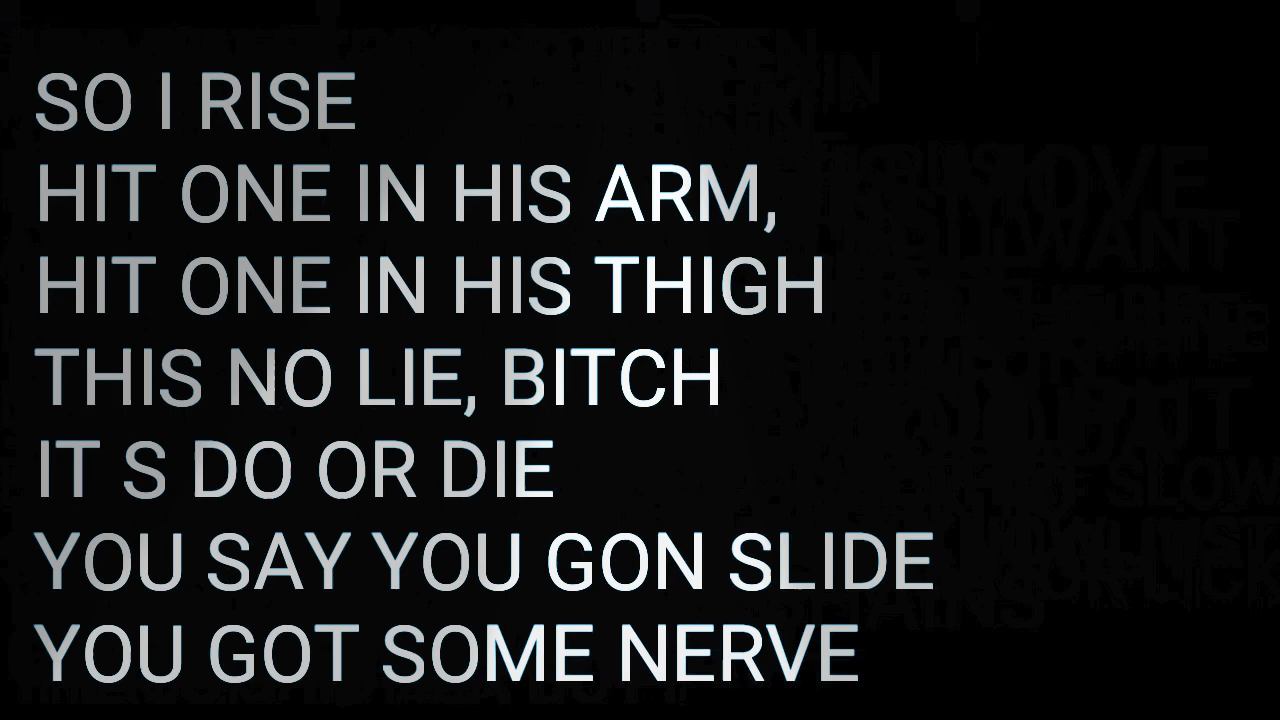 SO I RISE
HIT ONE IN HIS ARM,
HIT ONE IN HIS THIGH
THIS NO LIE, BITCH
IT S DO OR DIE
YOU SAY YOU GON SLIDE
YOU GOT SOME NERVE